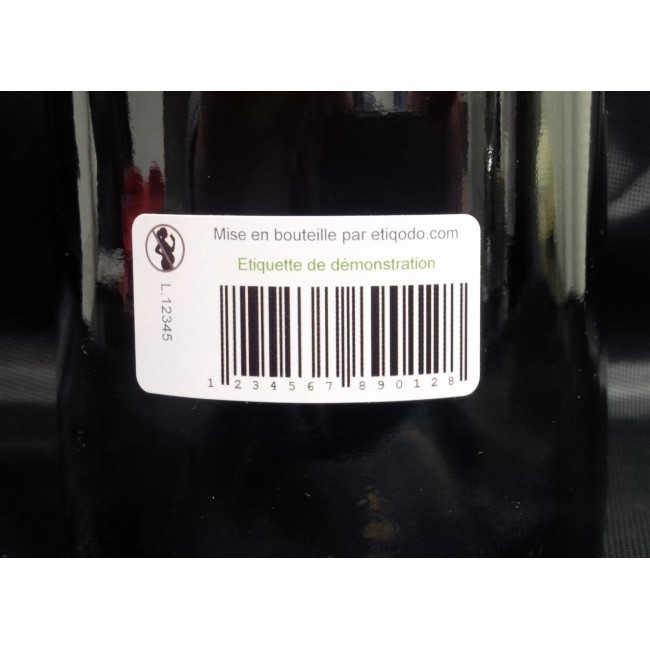 Mise en bouteille par etiqodo.com
Etiquette de démonstration
L.12345
1 234567 890128